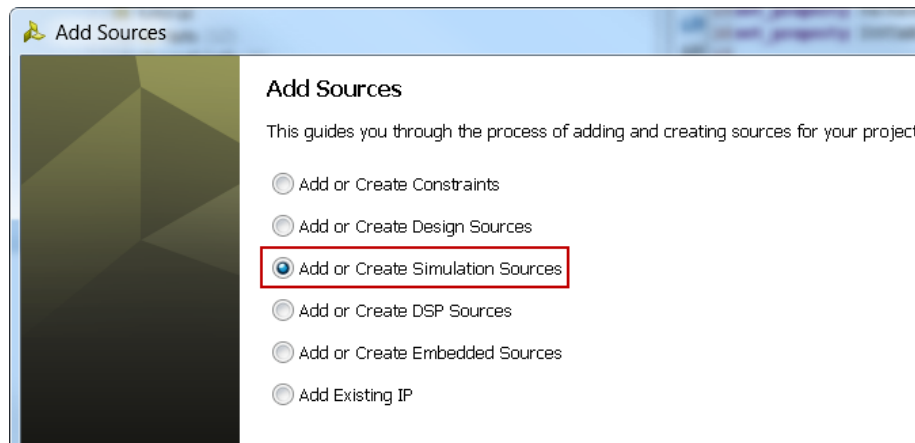 Add Sources
Add Sources
This guides you through the process of adding and creating sources for your project
Add or Create Constraints
Add or Create Design Sources
Add or Create Simulation Sources
Add or Create DSP Sources
Add or Create Embedded Sources
Add Existing IP